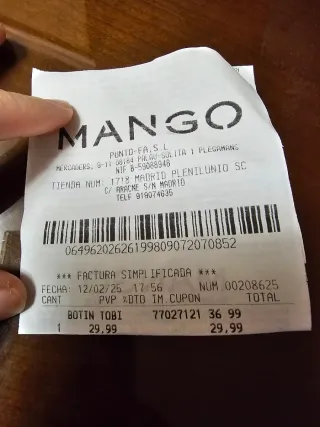 MANGO
PUNTO-FA,S.L
MERCADERS, 9-11 08184 PALAU-SOLITA I PLEGAMANS
NIF B-59088948
TIENDA NUM: 1718 MADRID PLENILUNIO SC
C/ ARACNE S/N MADRID
TELF 919074635
06496202626199809072070852
*** FACTURA SIMPLIFICADA ***
FECHA: 12/02/25 17:56 NUM 00208625
CANT PVP %DTO IM.CUPON TOTAL
BOTIN TOBI 77027121 36 99
1 29,99 29,99